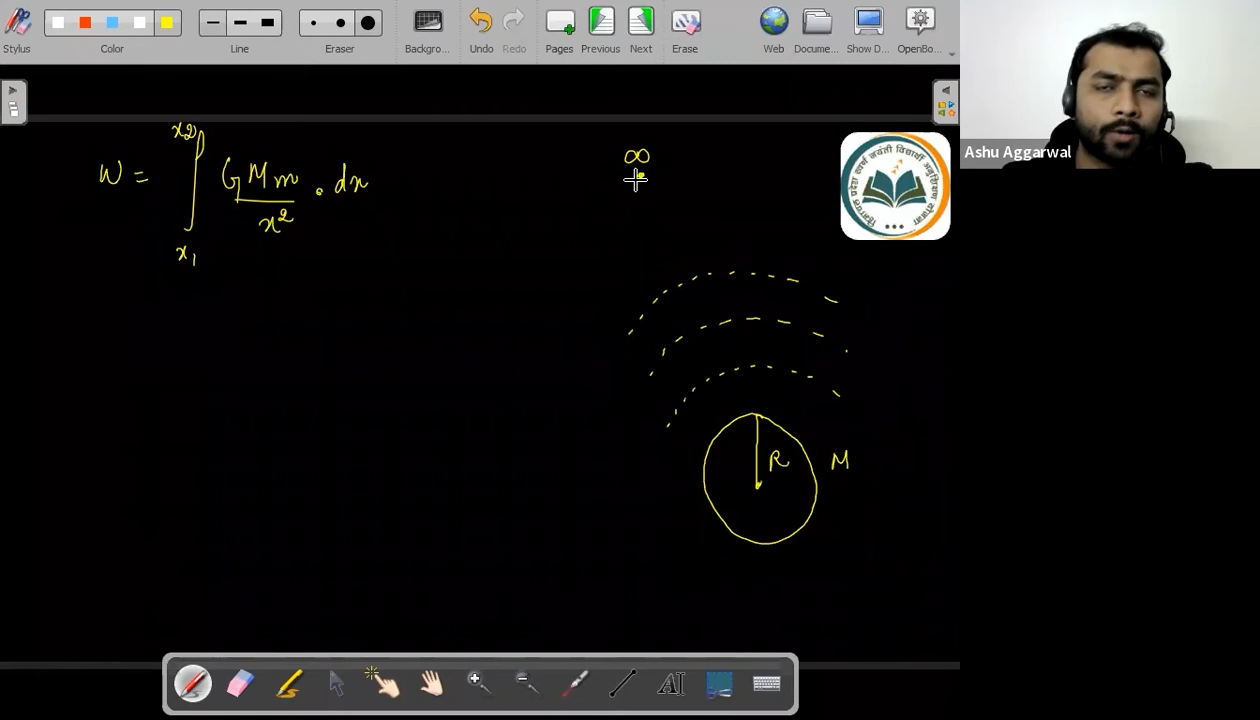 Stylus
Color
Line
Eraser
Backgro...
Undo
Redo
Pages
Previous
Next
Erase
Web
Docume...
Show D...
OpenBo...
Ashu Aggarwal
x2
W = ∫ GMm . dx
x²
x1
∞
R
M
AI